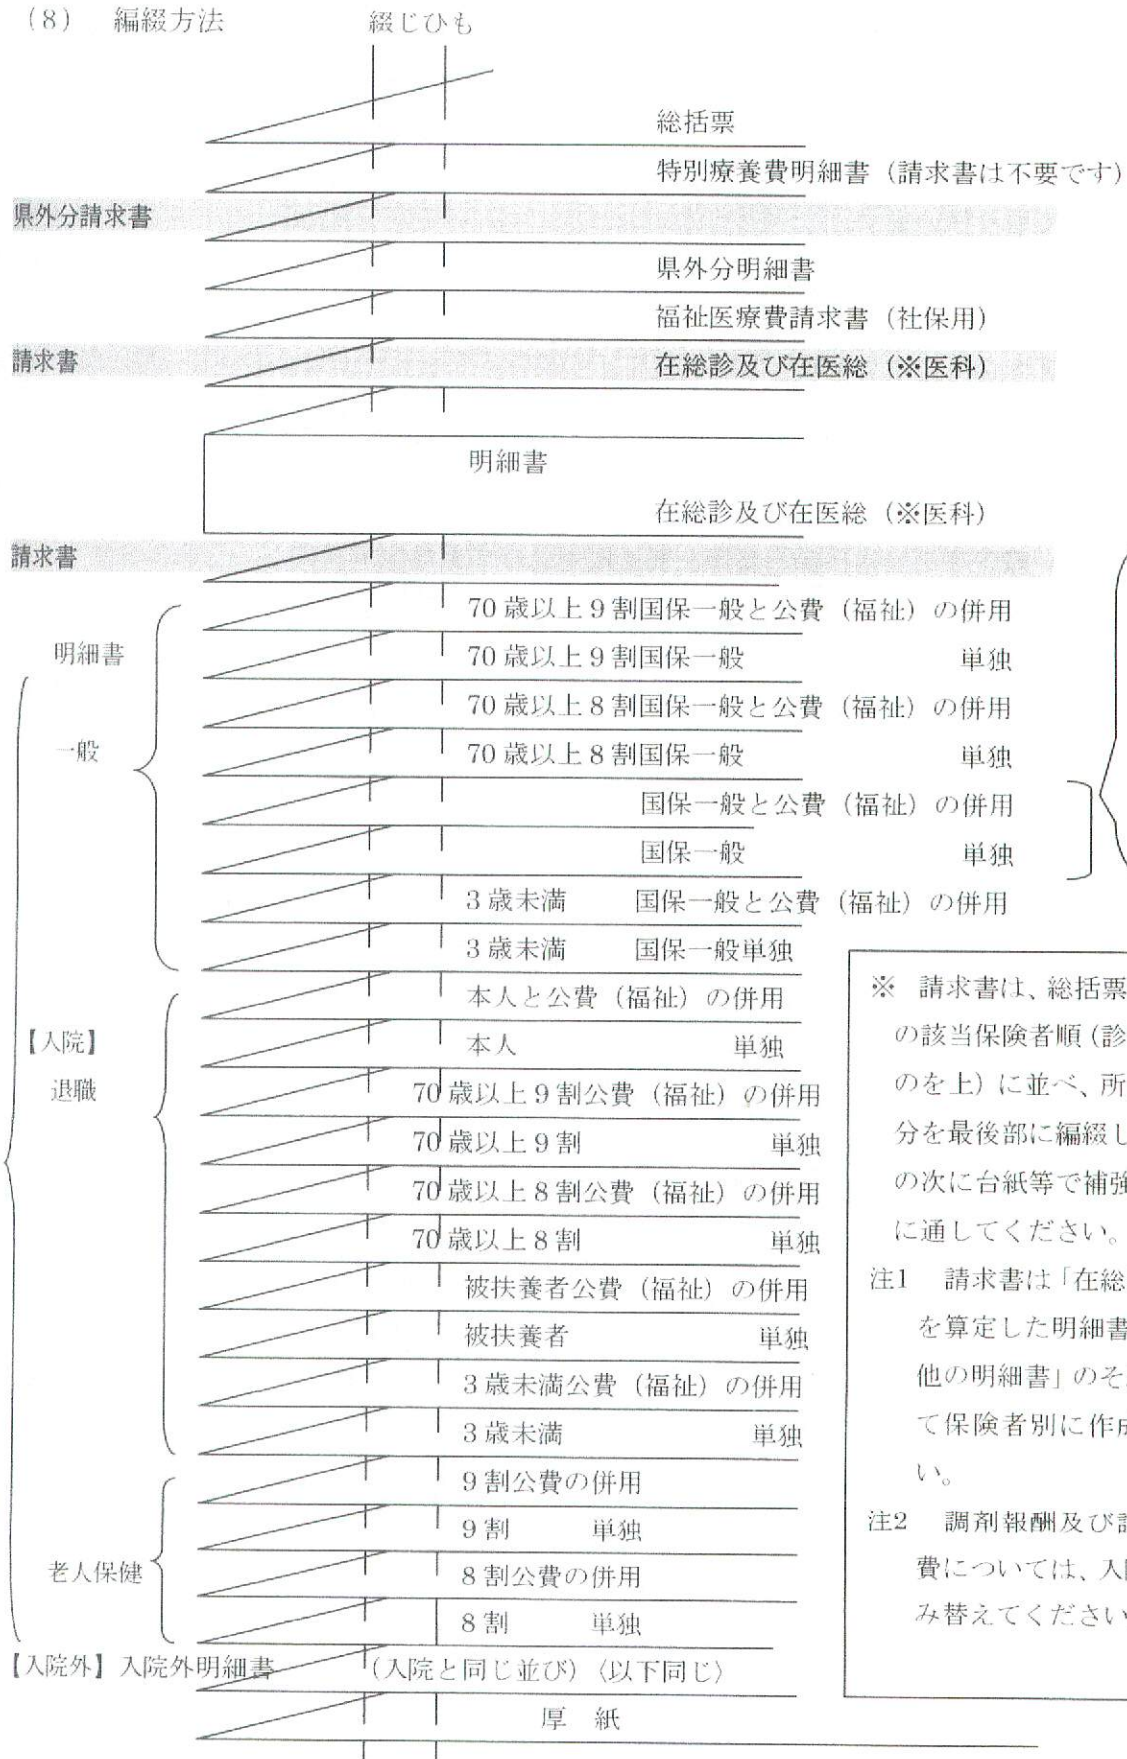 (8) 編綴方法 綴じひも
総括票
特別療養費明細書(請求書は不要です)
県外分請求書
県外分明細書
福祉医療費請求書(社保用)
請求書 在総診及び在医総(※医科)
明細書
在総診及び在医総(※医科)
請求書
70歳以上9割国保一般と公費(福祉)の併用
明細書 70歳以上9割国保一般 単独
70歳以上8割国保一般と公費(福祉)の併用
一般 70歳以上8割国保一般 単独
国保一般と公費(福祉)の併用
国保一般 単独
3歳未満 国保一般と公費(福祉)の併用
3歳未満 国保一般単独
本人と公費(福祉)の併用
【入院】 本人 単独
退職 70歳以上9割公費(福祉)の併用
70歳以上9割 単独
70歳以上8割公費(福祉)の併用
70歳以上8割 単独
被扶養者公費(福祉)の併用
被扶養者 単独
3歳未満公費(福祉)の併用
3歳未満 単独
9割公費の併用
9割 単独
老人保健 8割公費の併用
8割 単独
【入院外】入院外明細書 (入院と同じ並び)〈以下同じ〉
厚 紙
※ 請求書は、総括票
の該当保険者順(診
のを上)に並べ、所
分を最後部に編綴し
の次に台紙等で補強
に通してください。
注1 請求書は「在総
を算定した明細書
他の明細書」のそ
て保険者別に作成
い。
注2 調剤報酬及び
費については、入
み替えてください